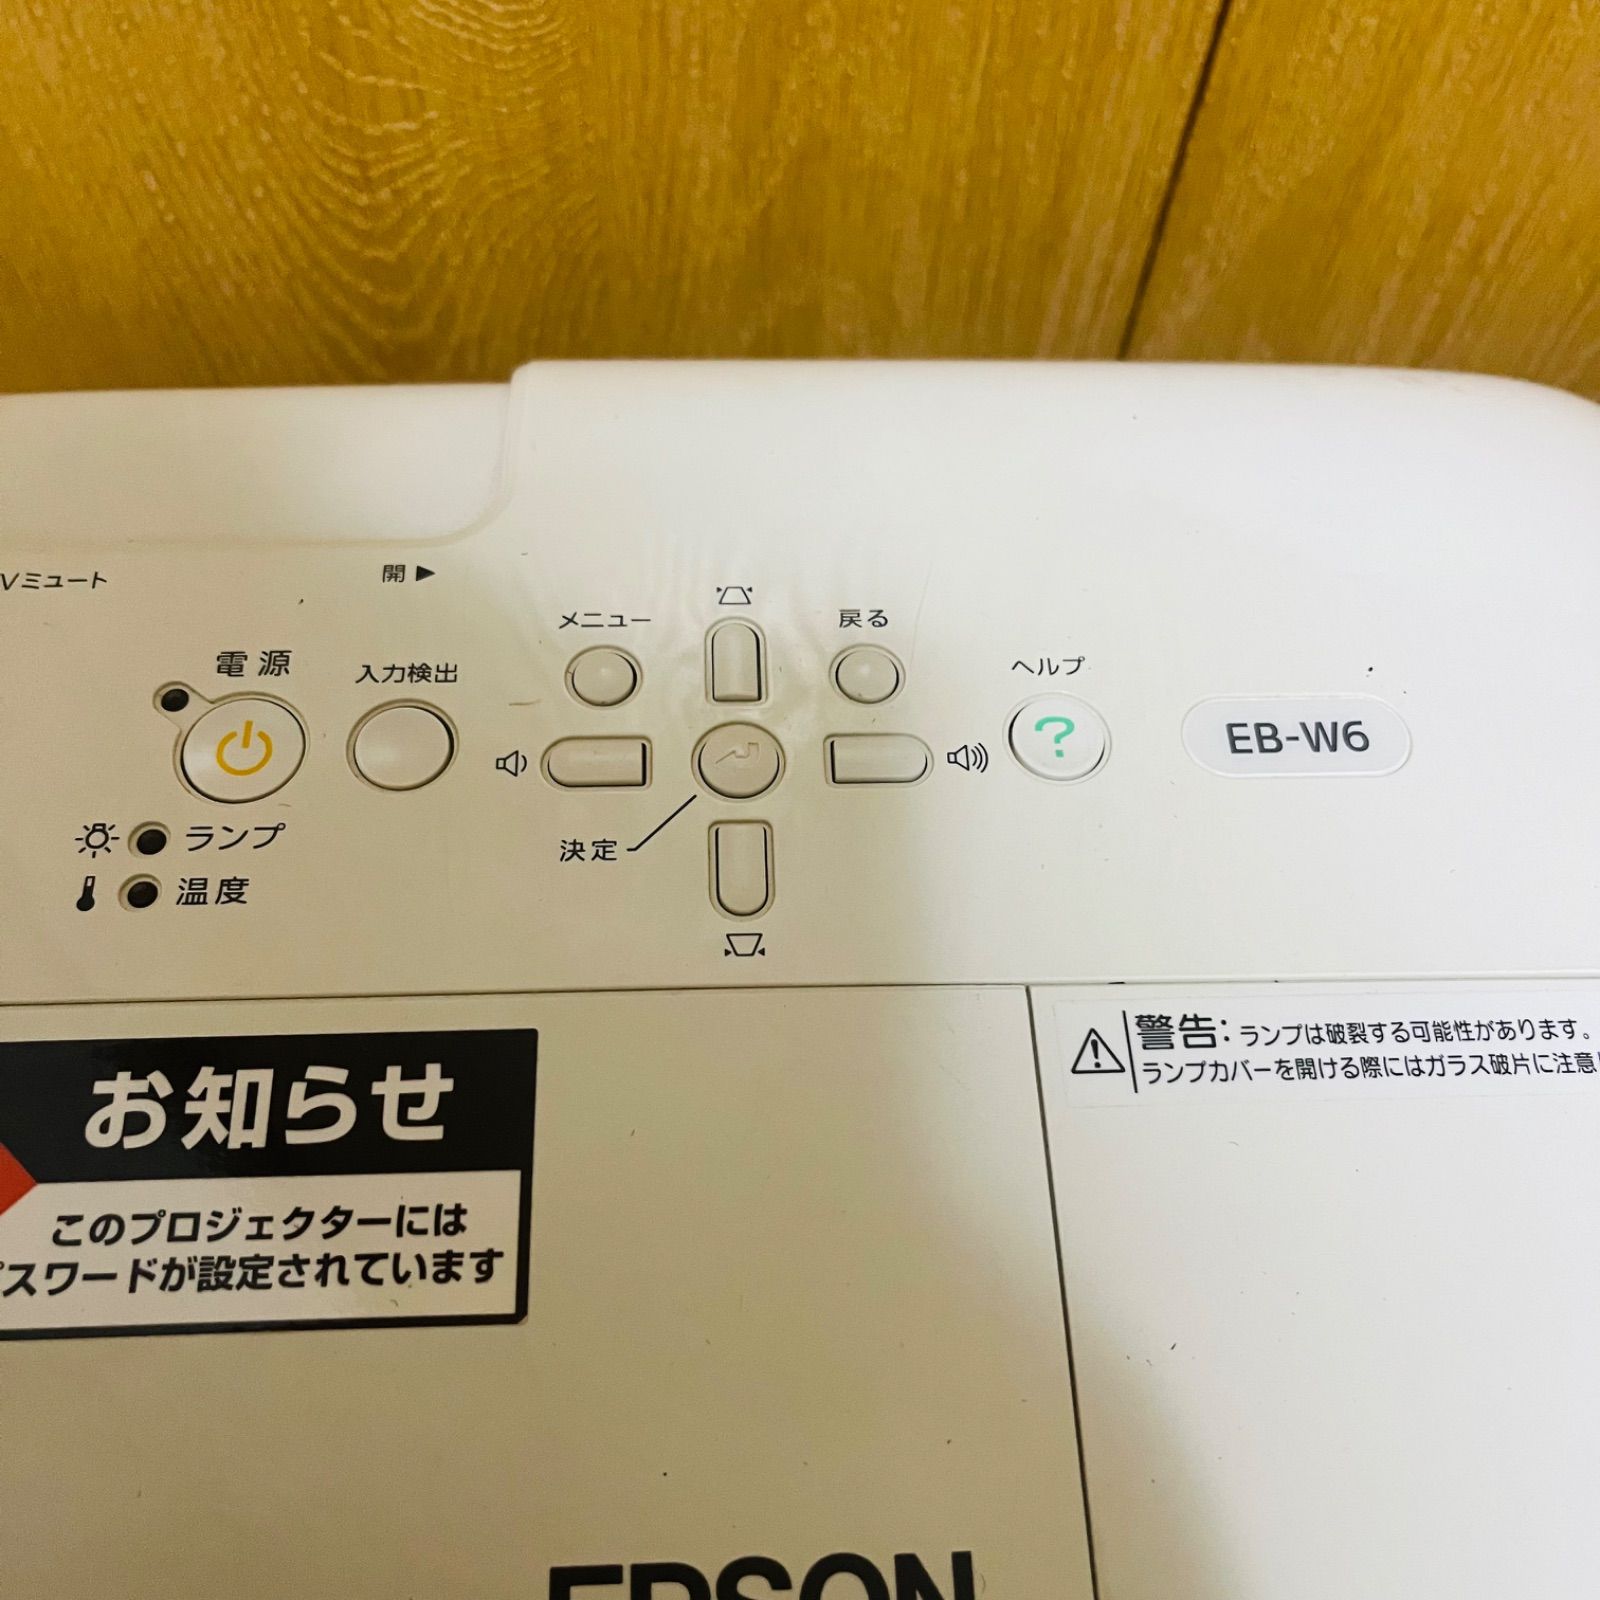 Vミュート
開▶
メニュー
戻る
電源
入力検出
ヘルプ
?
EB-W6
決定
ランプ
温度
警告:ランプは破裂する可能性があります。
ランプカバーを開ける際にはガラス破片に注意
お知らせ
このプロジェクターには
パスワードが設定されています
EPSON